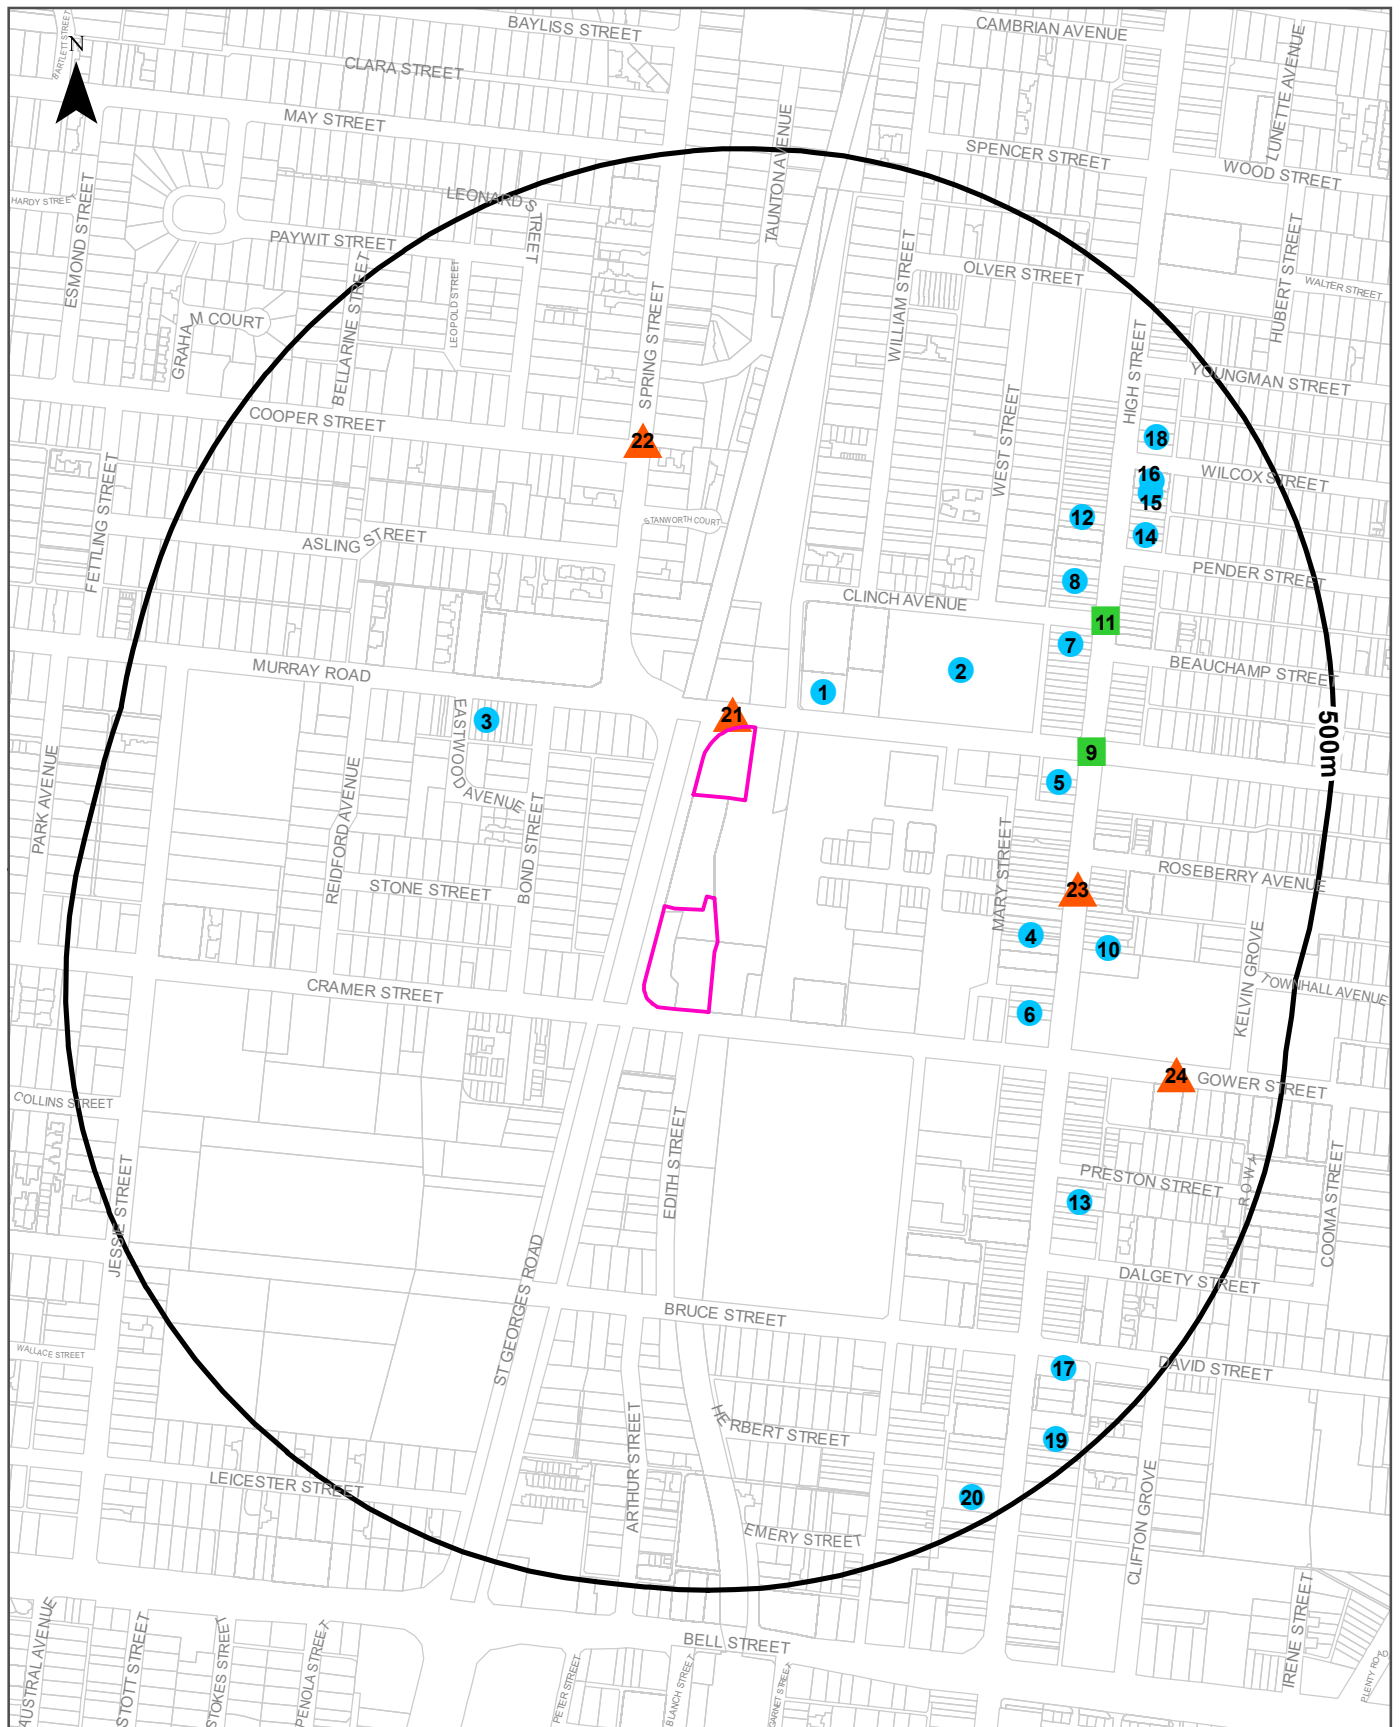 BAYLISS STREET
CAMBRIAN AVENUE
BARTLETT STREET
N
CLARA STREET
LUNETTE AVENUE
MAY STREET
TAUNTON AVENUE
SPENCER STREET
WOOD STREET
HARDY STREET
ESMOND STREET
LEONARD STREET
PAYWIT STREET
WILLIAM STREET
OLVER STREET
HUBERT STREET
WALTER STREET
BELLARINE STREET
LEOPOLD STREET
GRAHAM COURT
SPRING STREET
HIGH STREET
YOUNGMAN STREET
COOPER STREET
WEST STREET
22
18
16
15
WILCOX STREET
FETTLING STREET
12
14
STANWORTH COURT
ASLING STREET
PENDER STREET
8
CLINCH AVENUE
11
7
BEAUCHAMP STREET
MURRAY ROAD
2
1
3
21
500m
EASTWOOD AVENUE
9
5
PARK AVENUE
REIDFORD AVENUE
BOND STREET
MARY STREET
ROSEBERRY AVENUE
STONE STREET
23
4
10
KELVIN GROVE
TOWNHALL AVENUE
CRAMER STREET
6
24
GOWER STREET
COLLINS STREET
EDITH STREET
PRESTON STREET
ROW Y
COOMA STREET
13
JESSIE STREET
ST GEORGES ROAD
DALGETY STREET
BRUCE STREET
WALLACE STREET
17
DAVID STREET
HERBERT STREET
19
ARTHUR STREET
LEICESTER STREET
20
EMERY STREET
CLIFTON GROVE
AUSTRAL AVENUE
STOTT STREET
STOKES STREET
PENOLA STREET
BELL STREET
PETER STREET
BLANCH STREET
GARNET STREET
IRENE STREET
PLENTY ROAD